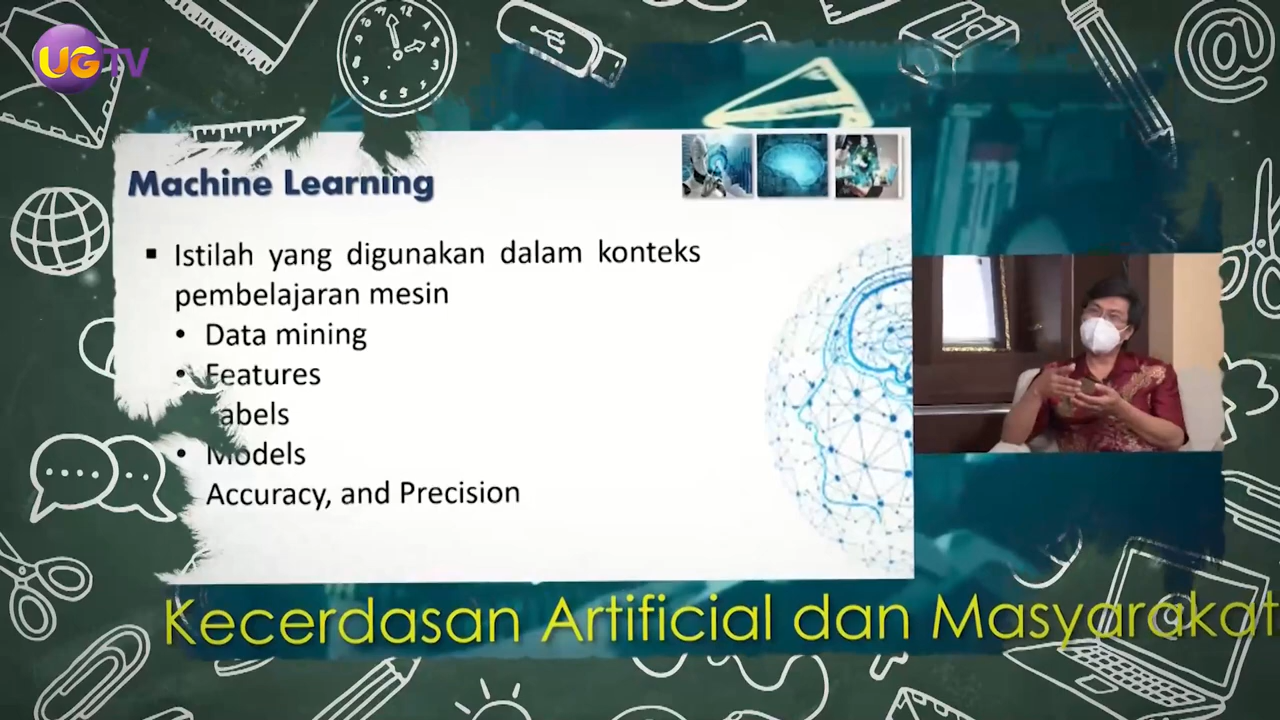 UGTV
Machine Learning
▪ Istilah yang digunakan dalam konteks
pembelajaran mesin
• Data mining
• Features
abels
• Models
Accuracy, and Precision
Kecerdasan Artificial dan Masyarakat